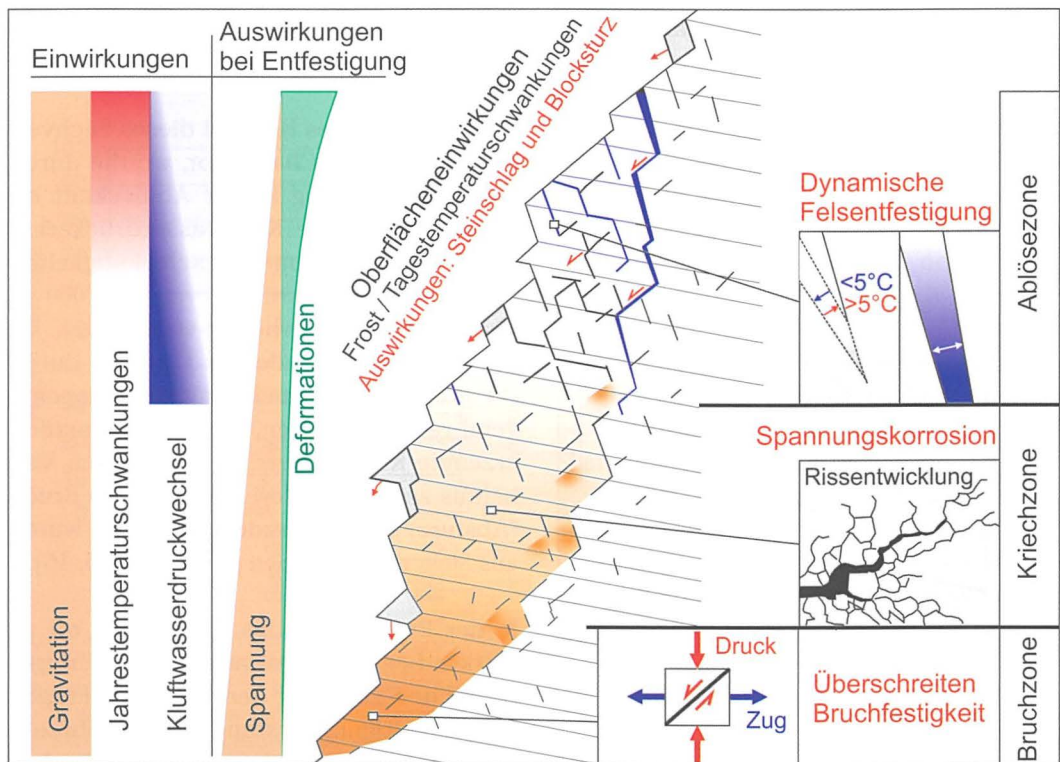 Einwirkungen
Auswirkungen
bei Entfestigung
Gravitation
Jahrestemperaturschwankungen
Kluftwasserdruckwechsel
Spannung
Deformationen
Oberflächeneinwirkungen
Frost / Tagestemperaturschwankungen
Auswirkungen: Steinschlag und Blocksturz
Dynamische
Felsentfestigung
<5°C
>5°C
Ablösezone
Spannungskorrosion
Rissentwicklung
Kriechzone
Druck
Zug
Überschreiten
Bruchfestigkeit
Bruchzone